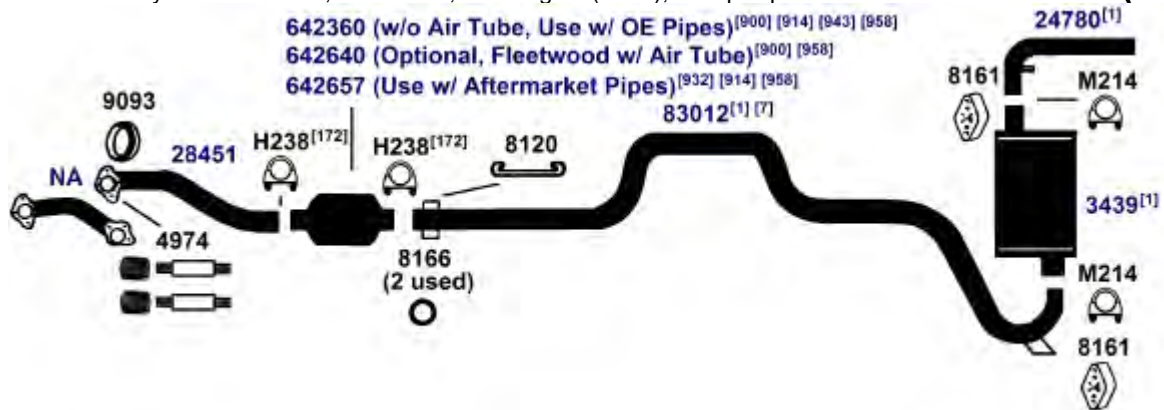 642360 (w/o Air Tube, Use w/ OE Pipes)[900] [914] [943] [958]
642640 (Optional, Fleetwood w/ Air Tube)[900] [958]
642657 (Use w/ Aftermarket Pipes)[932] [914] [958]
24780[1]
8161
M214
83012[1] [7]
9093
28451
H238[172]
H238[172]
8120
NA
4974
3439[1]
8166
(2 used)
M214
8161